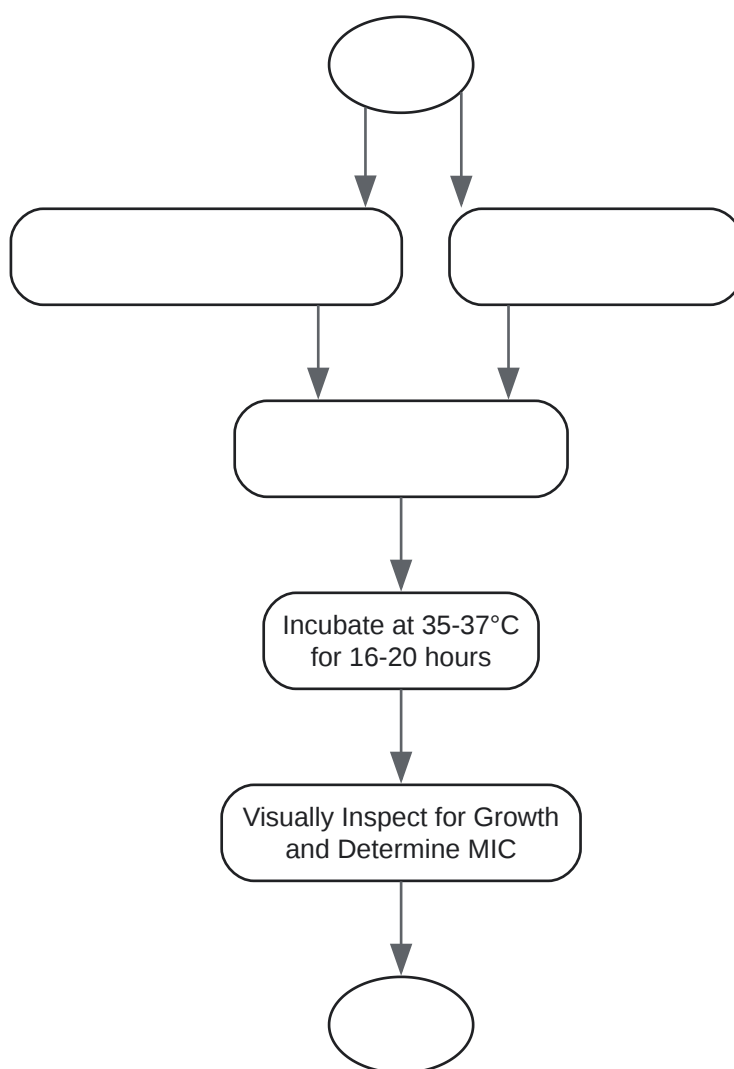 Incubate at 35-37°C
for 16-20 hours
Visually Inspect for Growth
and Determine MIC